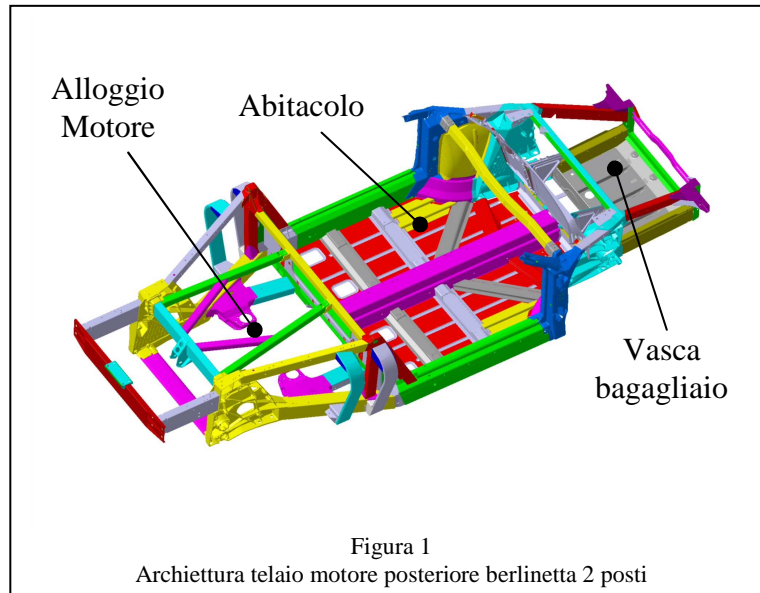 Alloggio
Motore
Abitacolo
Vasca
bagagliaio
Figura 1
Archiettura telaio motore posteriore berlinetta 2 posti